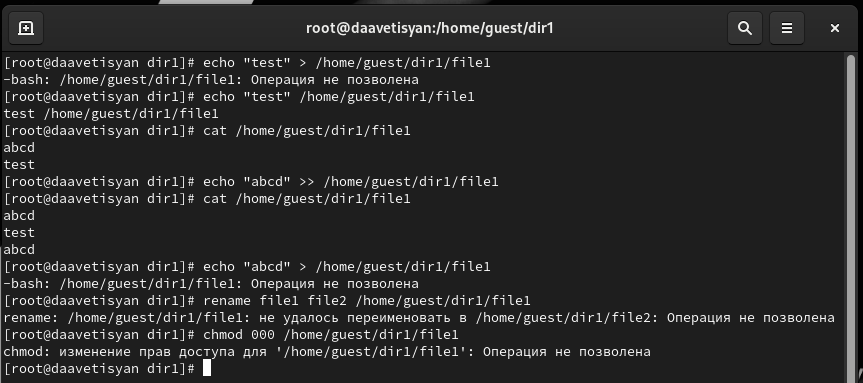 root@daavetisyan:/home/guest/dir1
[root@daavetisyan dir1]# echo "test" > /home/guest/dir1/file1
-bash: /home/guest/dir1/file1: Операция не позволена
[root@daavetisyan dir1]# echo "test" /home/guest/dir1/file1
test /home/guest/dir1/file1
[root@daavetisyan dir1]# cat /home/guest/dir1/file1
abcd
test
[root@daavetisyan dir1]# echo "abcd" >> /home/guest/dir1/file1
[root@daavetisyan dir1]# cat /home/guest/dir1/file1
abcd
test
abcd
[root@daavetisyan dir1]# echo "abcd" > /home/guest/dir1/file1
-bash: /home/guest/dir1/file1: Операция не позволена
[root@daavetisyan dir1]# rename file1 file2 /home/guest/dir1/file1
rename: /home/guest/dir1/file1: не удалось переименовать в /home/guest/dir1/file2: Операция не позволена
[root@daavetisyan dir1]# chmod 000 /home/guest/dir1/file1
chmod: изменение прав доступа для '/home/guest/dir1/file1': Операция не позволена
[root@daavetisyan dir1]#